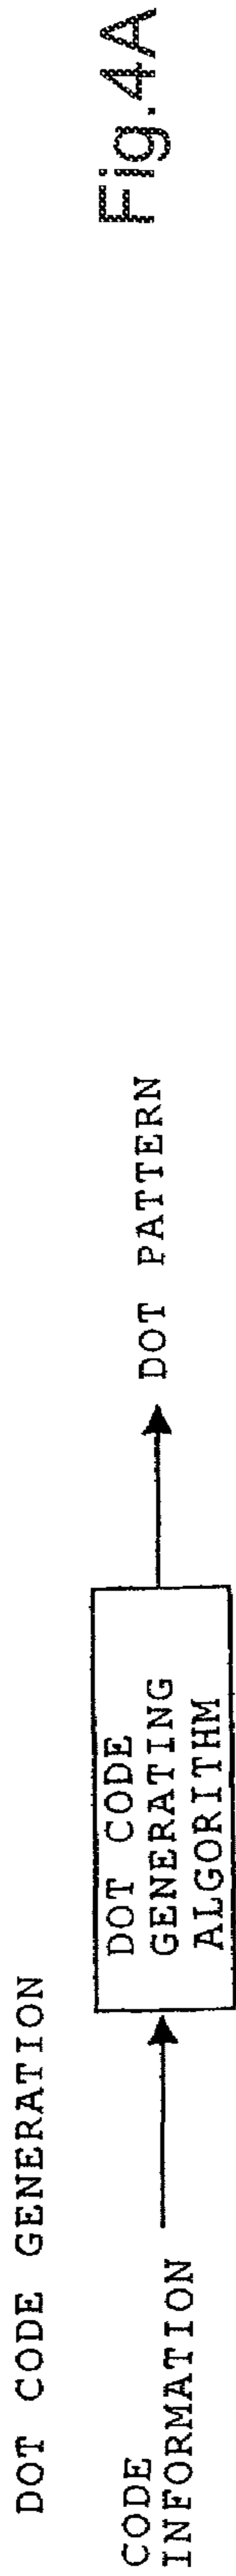 DOT CODE GENERATION
CODE
INFORMATION
DOT CODE
GENERATING
ALGORITHM
DOT PATTERN
Fig.4A